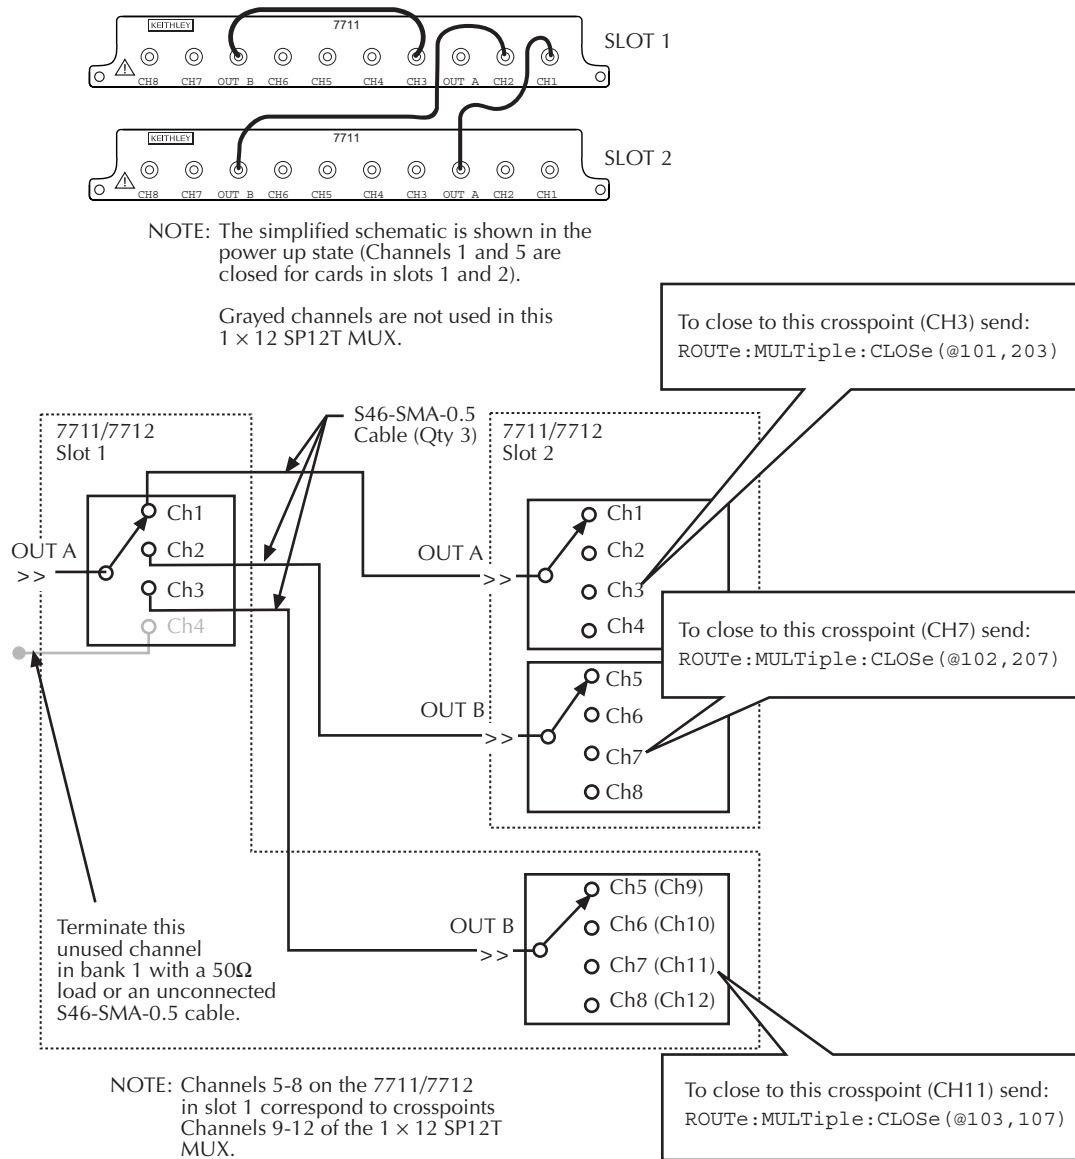 KEITHLEY 7711
CH8 CH7 OUT B CH6 CH5 CH4 CH3 OUT A CH2 CH1
SLOT 1
KEITHLEY 7711
CH8 CH7 OUT B CH6 CH5 CH4 CH3 OUT A CH2 CH1
SLOT 2
NOTE: The simplified schematic is shown in the
power up state (Channels 1 and 5 are
closed for cards in slots 1 and 2).
Grayed channels are not used in this
1 × 12 SP12T MUX.
To close to this crosspoint (CH3) send:
ROUTe:MULTiple:CLOSe(@101,203)
S46-SMA-0.5
Cable (Qty 3)
7711/7712
Slot 1
7711/7712
Slot 2
OUT A
>>
Ch1
Ch2
Ch3
Ch4
OUT A
>>
Ch1
Ch2
Ch3
Ch4
To close to this crosspoint (CH7) send:
ROUTe:MULTiple:CLOSe(@102,207)
OUT B
>>
Ch5
Ch6
Ch7
Ch8
OUT B
>>
Ch5 (Ch9)
Ch6 (Ch10)
Ch7 (Ch11)
Ch8 (Ch12)
Terminate this
unused channel
in bank 1 with a 50Ω
load or an unconnected
S46-SMA-0.5 cable.
To close to this crosspoint (CH11) send:
ROUTe:MULTiple:CLOSe(@103,107)
NOTE: Channels 5-8 on the 7711/7712
in slot 1 correspond to crosspoints
Channels 9-12 of the 1 × 12 SP12T
MUX.